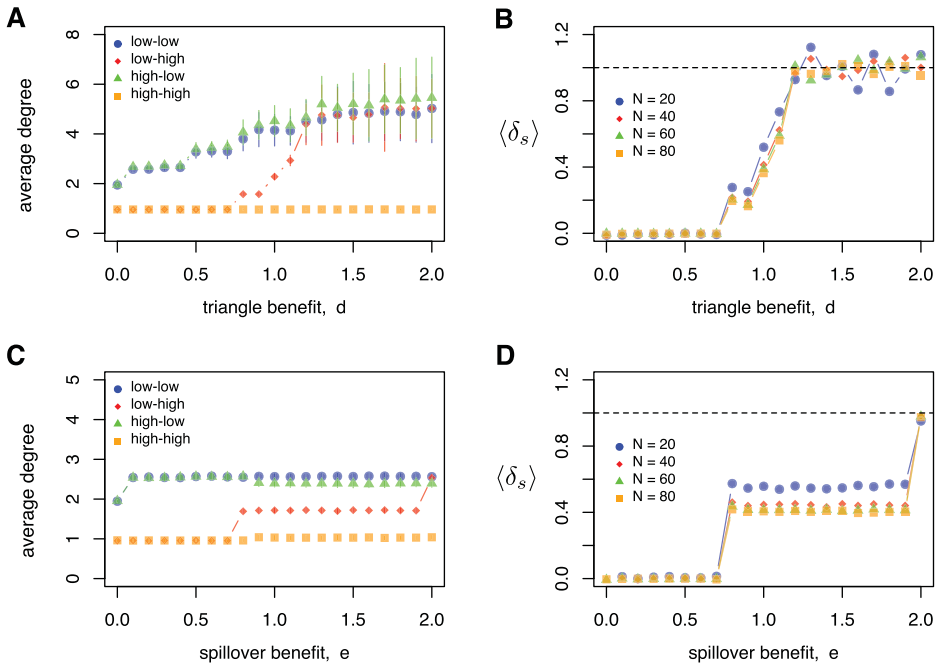 A
average degree
8
6
4
2
0
low-low
low-high
high-low
high-high
0.0 0.5 1.0 1.5 2.0
triangle benefit, d
B
⟨δs⟩
1.2
0.8
0.4
0.0
N = 20
N = 40
N = 60
N = 80
0.0 0.5 1.0 1.5 2.0
triangle benefit, d
C
average degree
5
4
3
2
1
0
low-low
low-high
high-low
high-high
0.0 0.5 1.0 1.5 2.0
spillover benefit, e
D
⟨δs⟩
1.2
0.8
0.4
0.0
N = 20
N = 40
N = 60
N = 80
0.0 0.5 1.0 1.5 2.0
spillover benefit, e